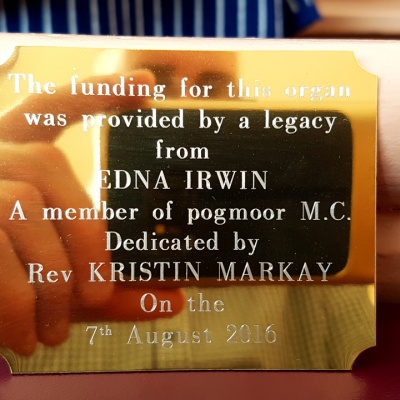 The funding for this organ
was provided by a legacy
from
EDNA IRWIN
A member of pogmoor M.C.
Dedicated by
Rev KRISTIN MARKAY
On the
7th August 2016